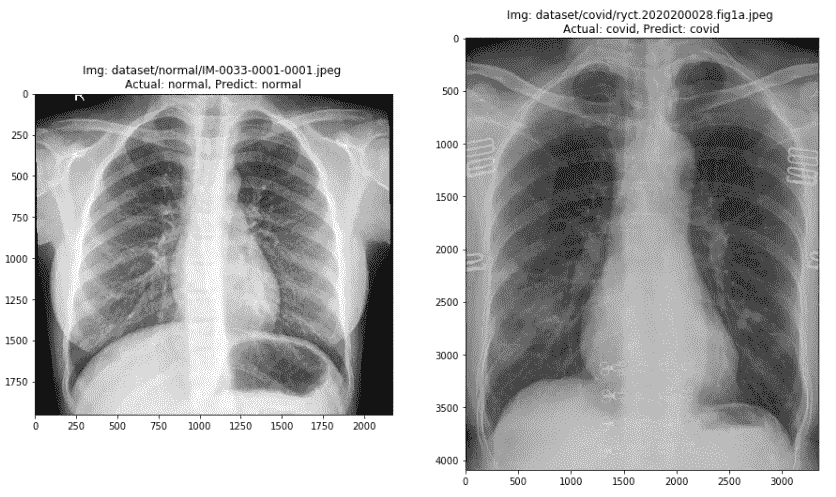 Img: dataset/normal/IM-0033-0001-0001.jpeg
Actual: normal, Predict: normal
R
0
250
500
750
1000
1250
1500
1750
0 250 500 750 1000 1250 1500 1750 2000
Img: dataset/covid/ryct.2020200028.fig1a.jpeg
Actual: covid, Predict: covid
0
500
1000
1500
2000
2500
3000
3500
4000
0 500 1000 1500 2000 2500 3000